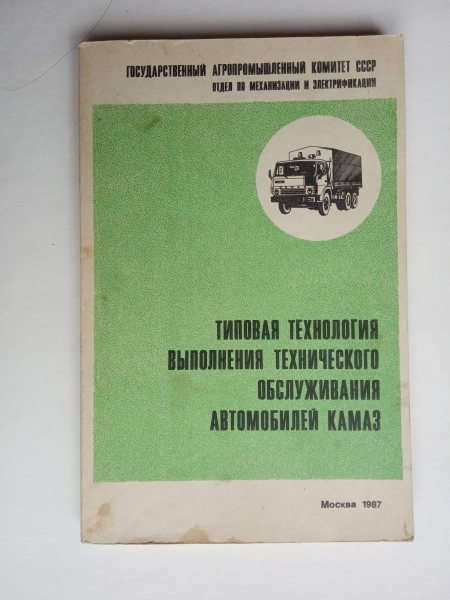 ГОСУДАРСТВЕННЫЙ АГРОПРОМЫШЛЕННЫЙ КОМИТЕТ СССР
ОТДЕЛ ПО МЕХАНИЗАЦИИ И ЭЛЕКТРИФИКАЦИИ
ТИПОВАЯ ТЕХНОЛОГИЯ
ВЫПОЛНЕНИЯ ТЕХНИЧЕСКОГО
ОБСЛУЖИВАНИЯ
АВТОМОБИЛЕЙ КАМАЗ
Москва 1987